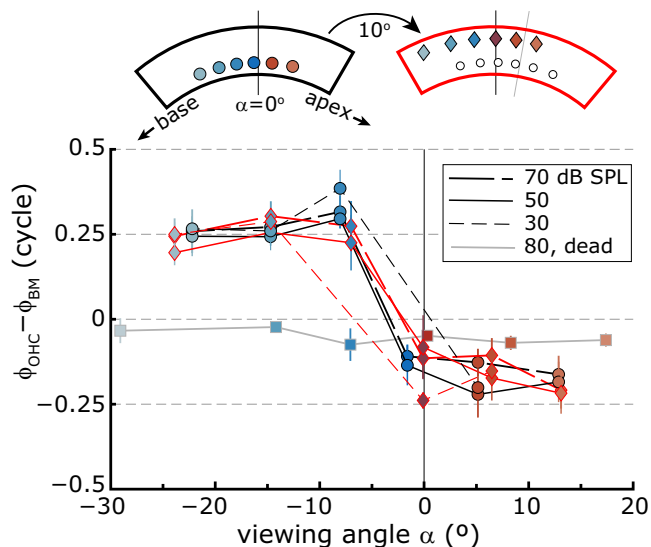 10°
base
α=0°
apex
0.5
0.25
0
−0.25
−0.5
ϕOHC−ϕBM (cycle)
70 dB SPL
50
30
80, dead
−30 −20 −10 0 10 20
viewing angle α (º)